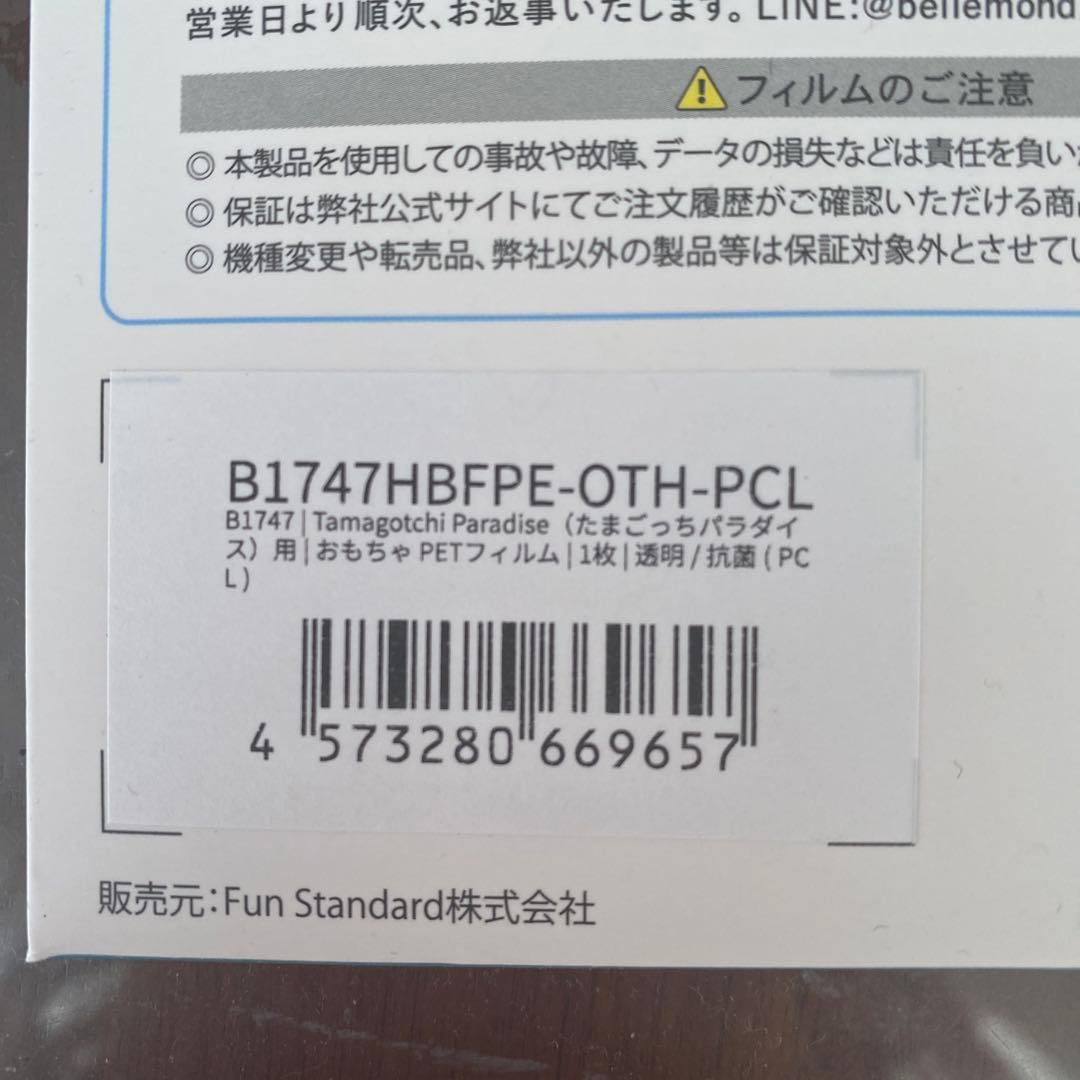 営業日より順次、お返事いたします。LINE:@bellemond
フィルムのご注意
◎ 本製品を使用しての事故や故障、データの損失などは責任を負い
◎ 保証は弊社公式サイトにてご注文履歴がご確認いただける商
◎ 機種変更や転売品、弊社以外の製品等は保証対象外とさせてい
B1747HBFPE-OTH-PCL
B1747 | Tamagotchi Paradise（たまごっちパラダイ
ス）用 | おもちゃ PETフィルム | 1枚 | 透明 / 抗菌 ( PC
L )
4 573280 669657
販売元：Fun Standard株式会社